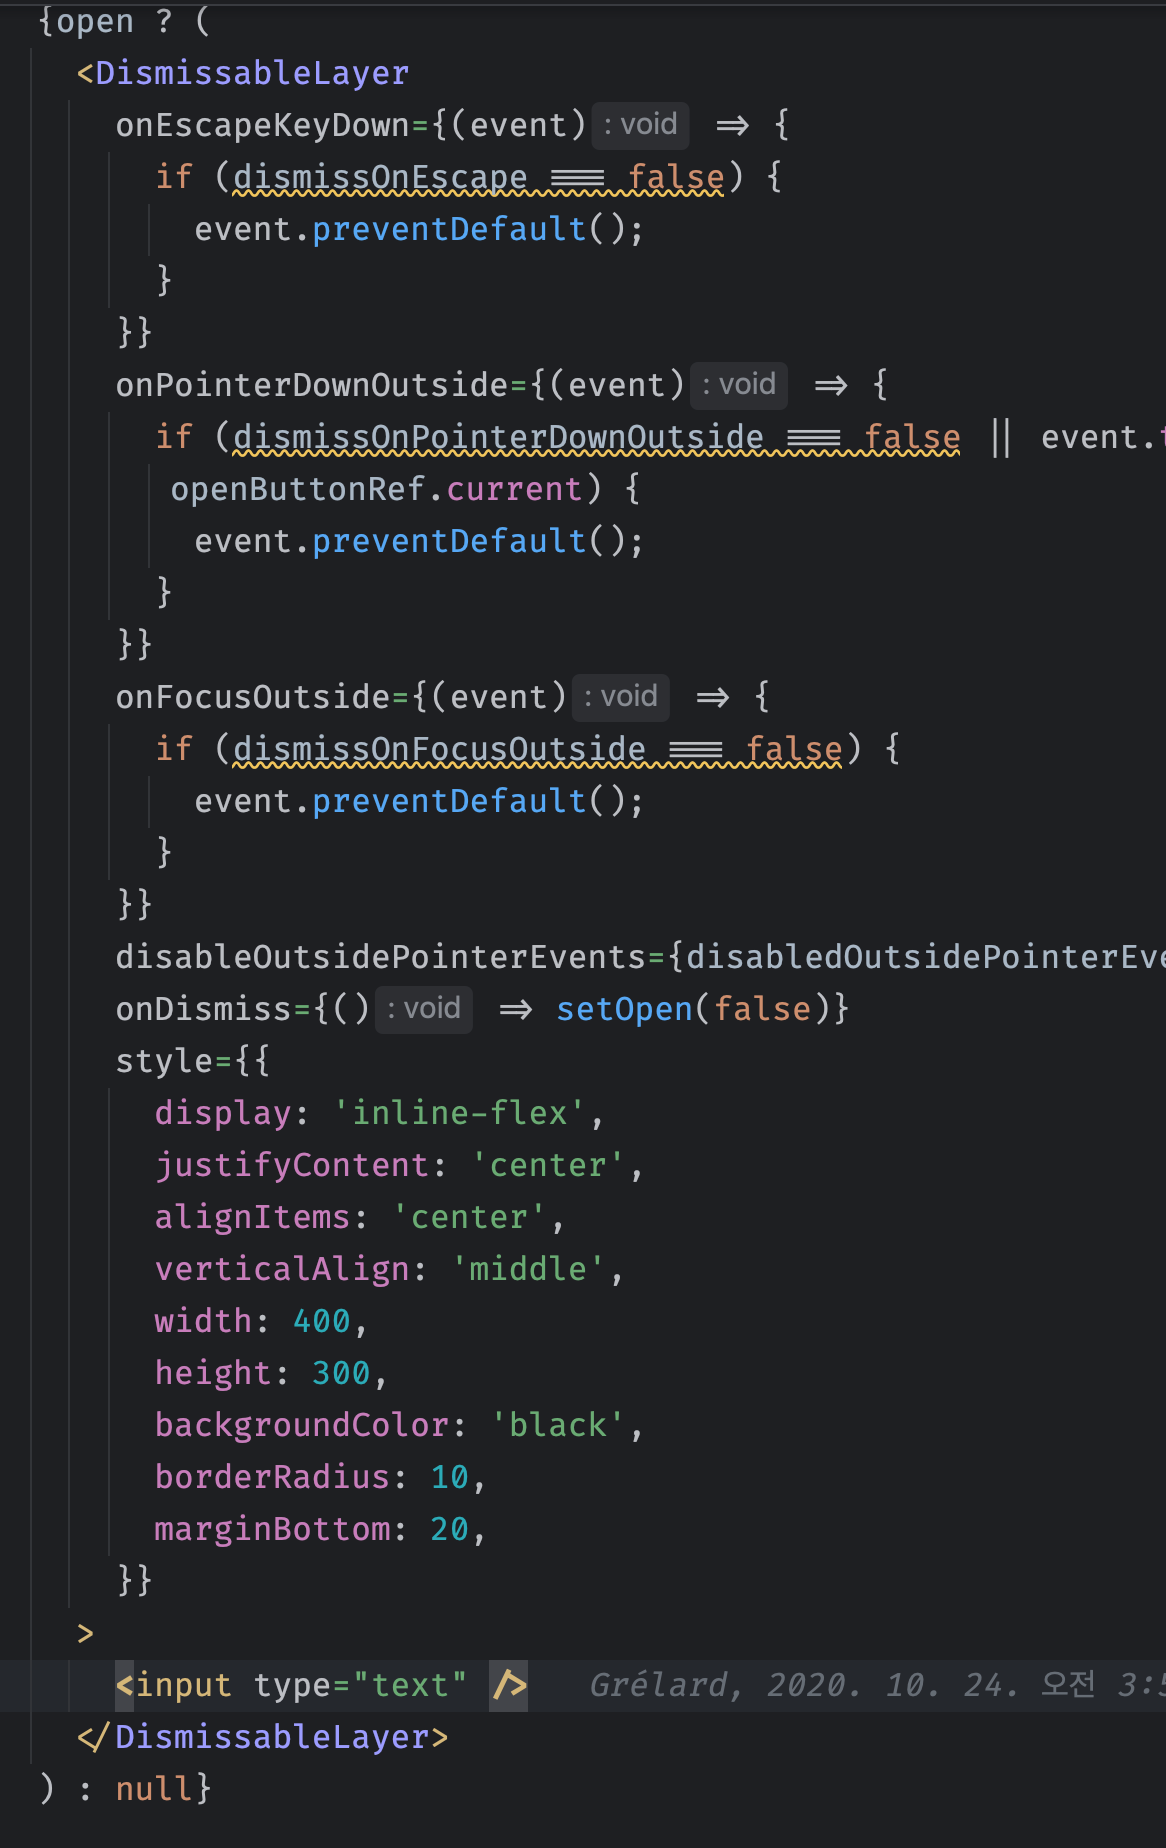 {open ? (
<DismissableLayer
onEscapeKeyDown={(event) : void => {
if (dismissOnEscape === false) {
event.preventDefault();
}
}}
onPointerDownOutside={(event) : void => {
if (dismissOnPointerDownOutside === false || event.
openButtonRef.current) {
event.preventDefault();
}
}}
onFocusOutside={(event) : void => {
if (dismissOnFocusOutside === false) {
event.preventDefault();
}
}}
disableOutsidePointerEvents={disabledOutsidePointerEve
onDismiss={() : void => setOpen(false)}
style={{
display: 'inline-flex',
justifyContent: 'center',
alignItems: 'center',
verticalAlign: 'middle',
width: 400,
height: 300,
backgroundColor: 'black',
borderRadius: 10,
marginBottom: 20,
}}
>
<input type="text" /> Grélard, 2020. 10. 24. 오전 3:5
</DismissableLayer>
) : null}